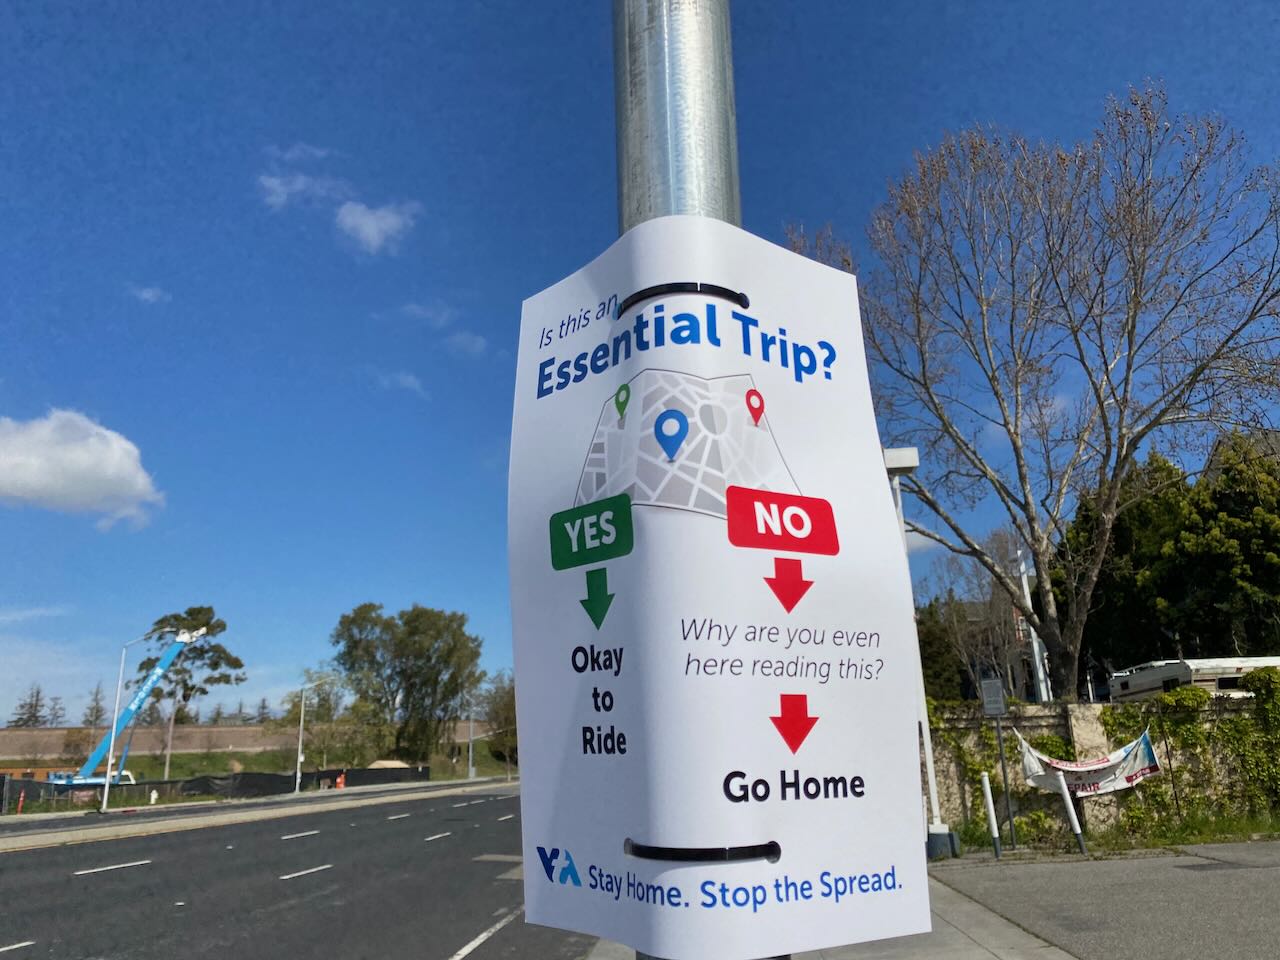 Is this an
Essential Trip?
YES
NO
Okay
to
Ride
Why are you even
here reading this?
Go Home
VTA Stay Home. Stop the Spread.